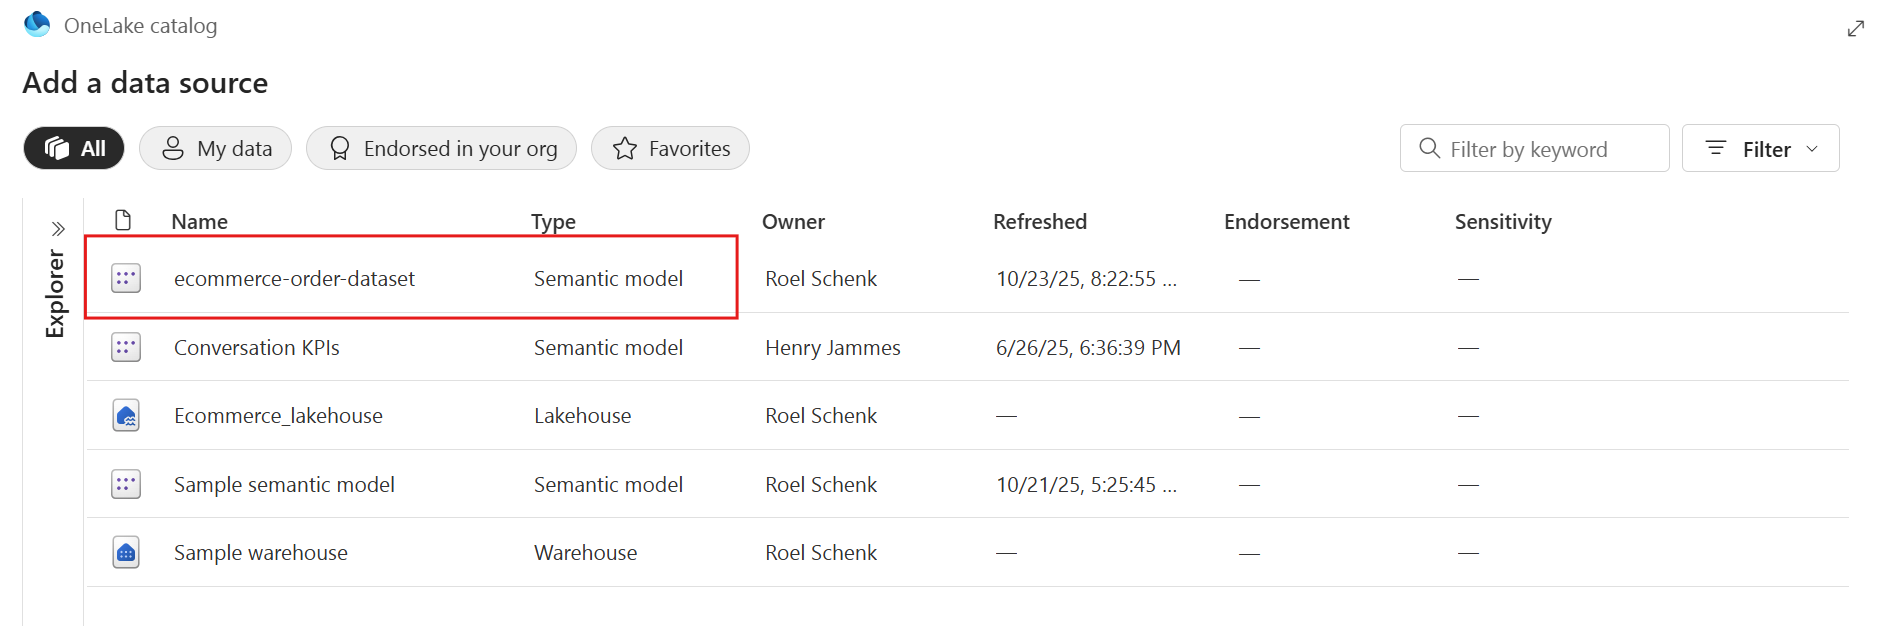 OneLake catalog
Add a data source
All My data Endorsed in your org Favorites Filter by keyword Filter
Explorer
Name Type Owner Refreshed Endorsement Sensitivity
ecommerce-order-dataset Semantic model Roel Schenk 10/23/25, 8:22:55 ... — —
Conversation KPIs Semantic model Henry Jammes 6/26/25, 6:36:39 PM — —
Ecommerce_lakehouse Lakehouse Roel Schenk — — —
Sample semantic model Semantic model Roel Schenk 10/21/25, 5:25:45 ... — —
Sample warehouse Warehouse Roel Schenk — — —